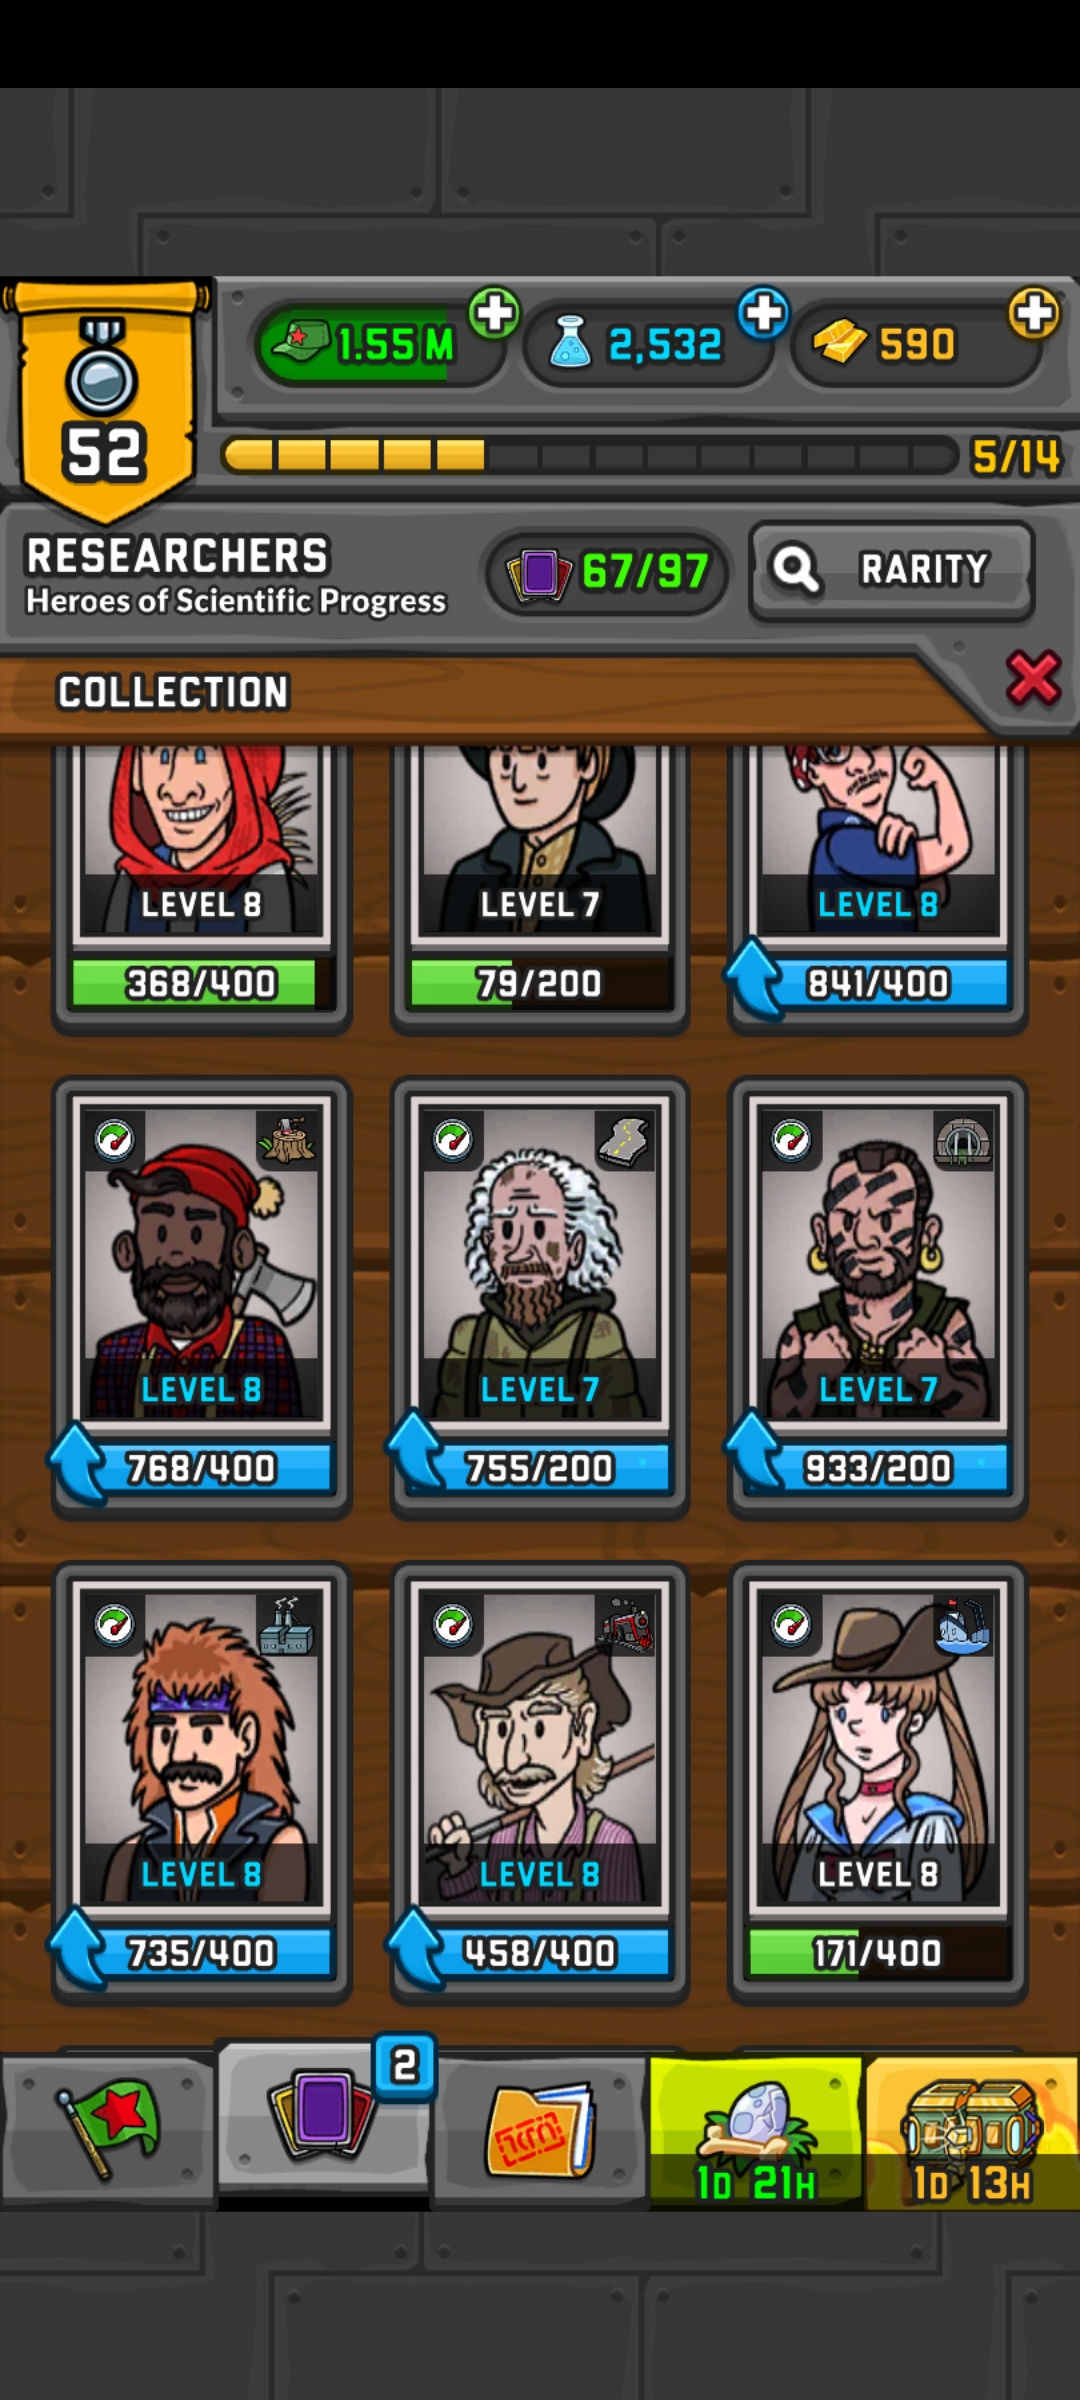 1.55 M
2,532
590
52
5/14
RESEARCHERS
Heroes of Scientific Progress
67/97
RARITY
COLLECTION
LEVEL 8
LEVEL 7
LEVEL 8
368/400
79/200
841/400
LEVEL 8
LEVEL 7
LEVEL 7
768/400
755/200
933/200
LEVEL 8
LEVEL 8
LEVEL 8
735/400
458/400
171/400
2
1D 21H
1D 13H